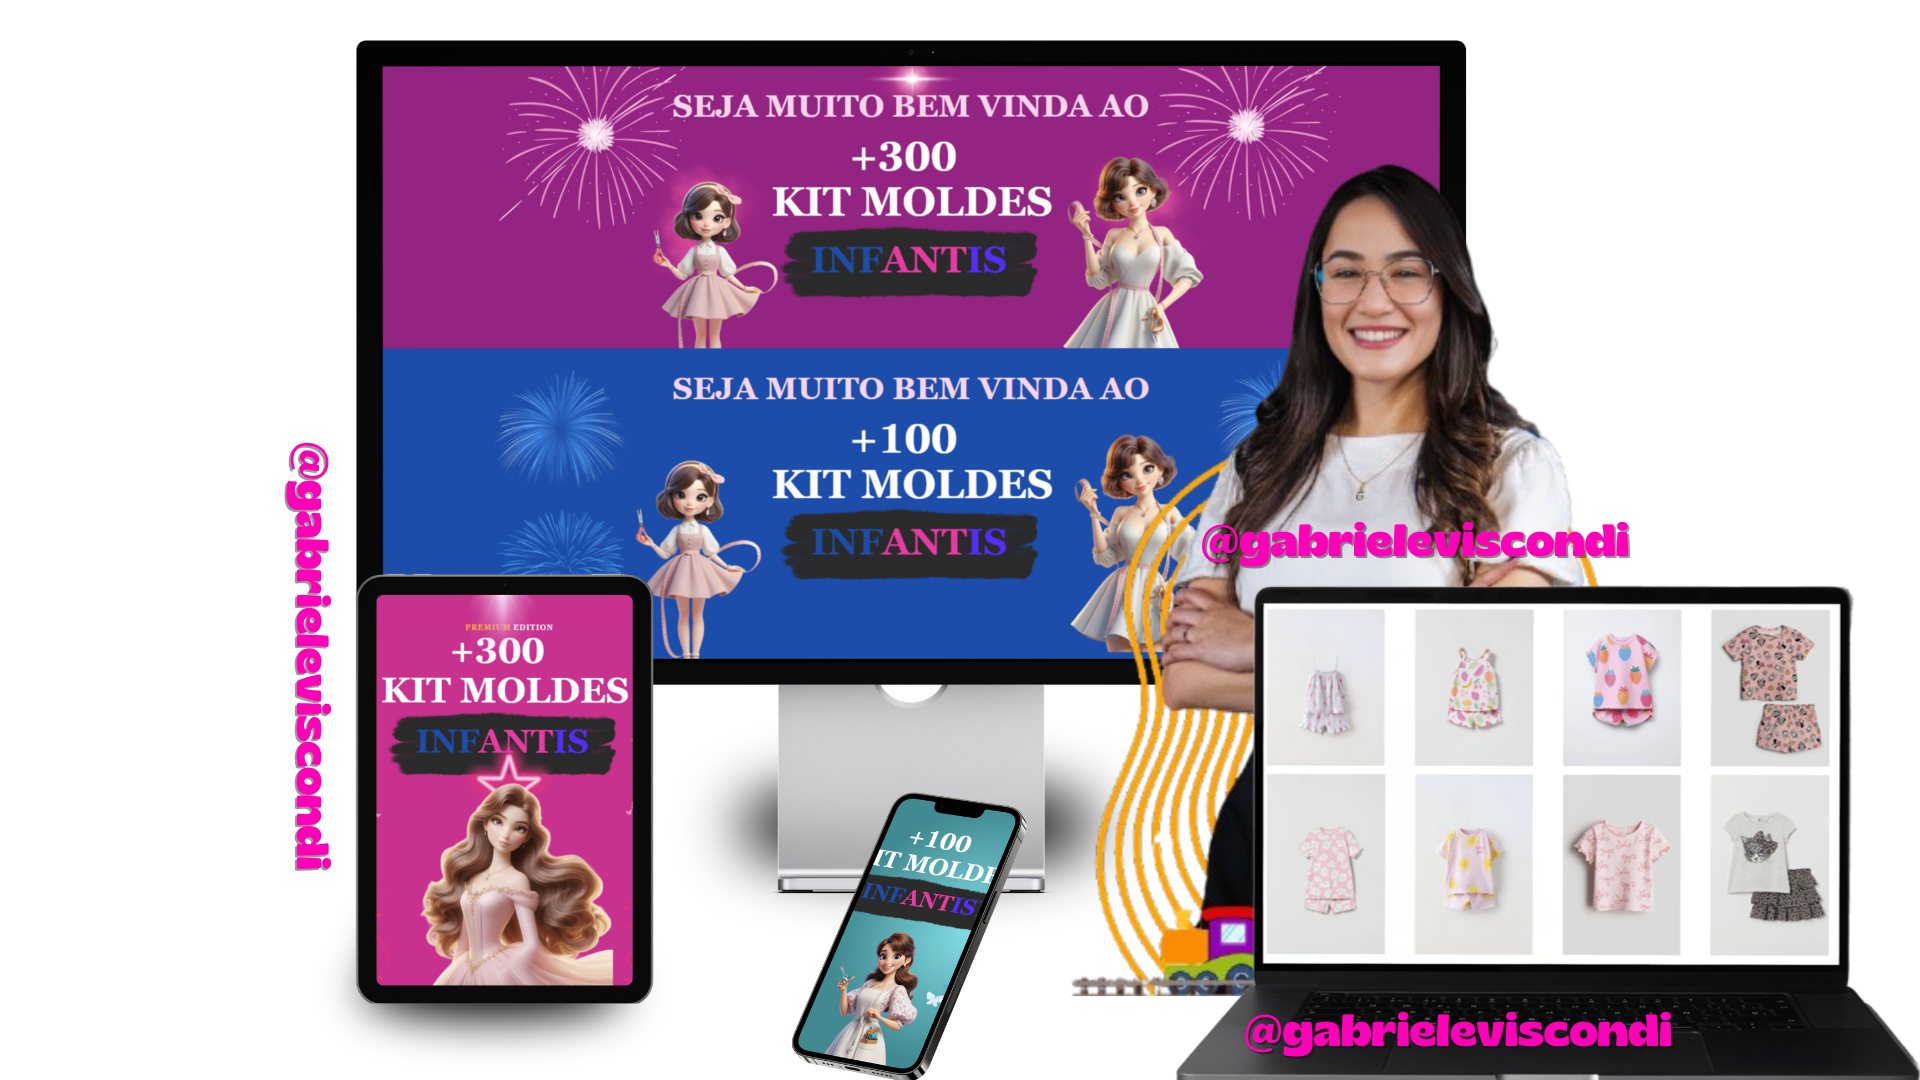 SEJA MUITO BEM VINDA AO
+300
KIT MOLDES
INFANTIS
SEJA MUITO BEM VINDA AO
+100
KIT MOLDES
INFANTIS
@gabrieleviscondi
@gabrieleviscondi
PREMIUM EDITION
+300
KIT MOLDES
INFANTIS
+100
IT MOLDE
INFANTIS
@gabrieleviscondi